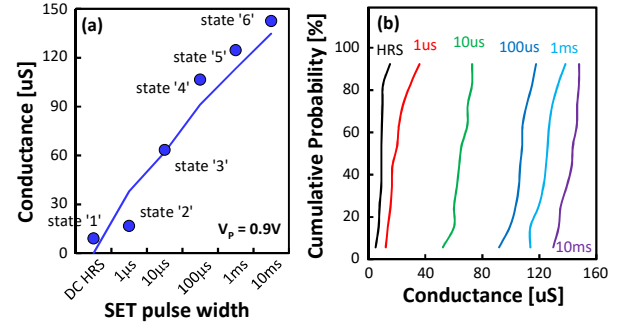 (a)
Conductance [uS]
150
120
90
60
30
0
state '6'
state '5'
state '4'
state '3'
state '1'
state '2'
V_P = 0.9V
DC HRS
1µs
10µs
100µs
1ms
10ms
SET pulse width
(b)
Cumulative Probability [%]
100
80
60
40
20
0
HRS
1us
10us
100us
1ms
10ms
0
40
80
120
160
Conductance [uS]